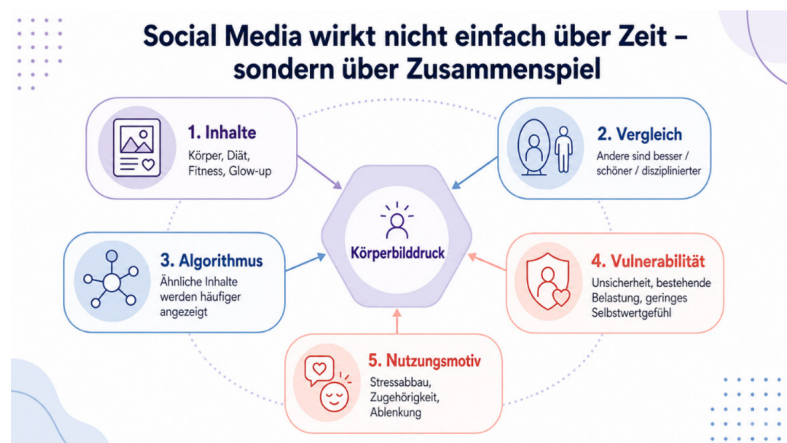 Social Media wirkt nicht einfach über Zeit –
sondern über Zusammenspiel
1. Inhalte
Körper, Diät,
Fitness, Glow-up
2. Vergleich
Andere sind besser /
schöner / disziplinierter
Körperbilddruck
3. Algorithmus
Ähnliche Inhalte
werden häufiger
angezeigt
4. Vulnerabilität
Unsicherheit, bestehende
Belastung, geringes
Selbstwertgefühl
5. Nutzungsmotiv
Stressabbau,
Zugehörigkeit,
Ablenkung